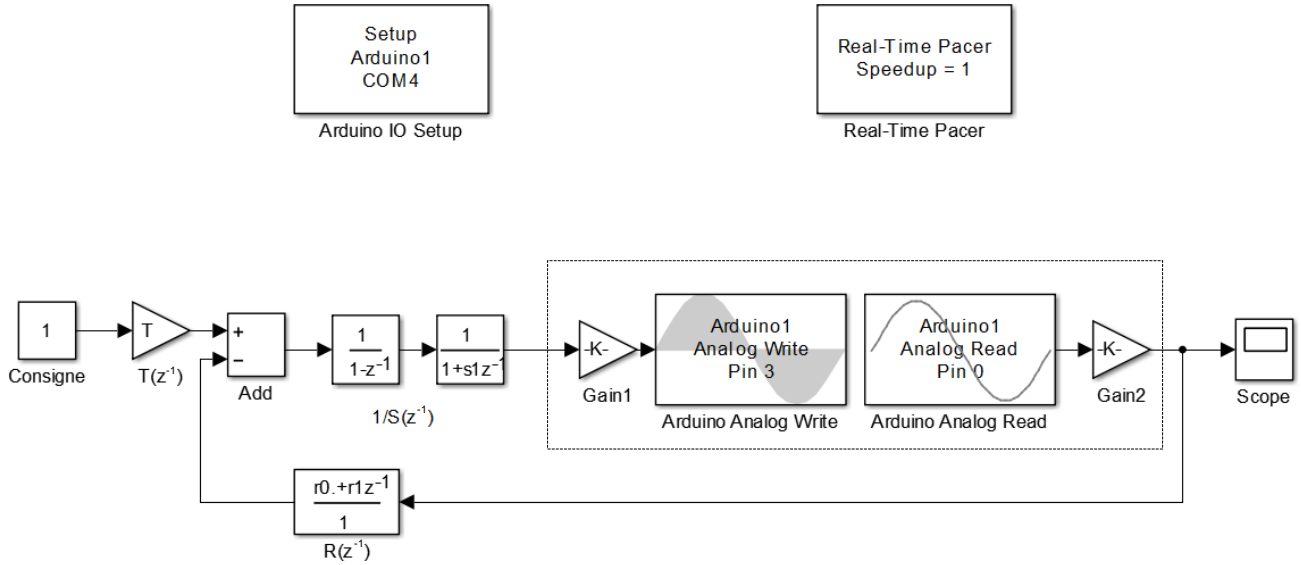 Setup
Arduino1
COM4
Arduino IO Setup
Real-Time Pacer
Speedup = 1
Real-Time Pacer
1
Consigne
T
T(z⁻¹)
+
−
Add
1
1-z⁻¹
1
1+s1z⁻¹
1/S(z⁻¹)
-K-
Gain1
Arduino1
Analog Write
Pin 3
Arduino Analog Write
Arduino1
Analog Read
Pin 0
Arduino Analog Read
-K-
Gain2
Scope
r0.+r1z⁻¹
1
R(z⁻¹)